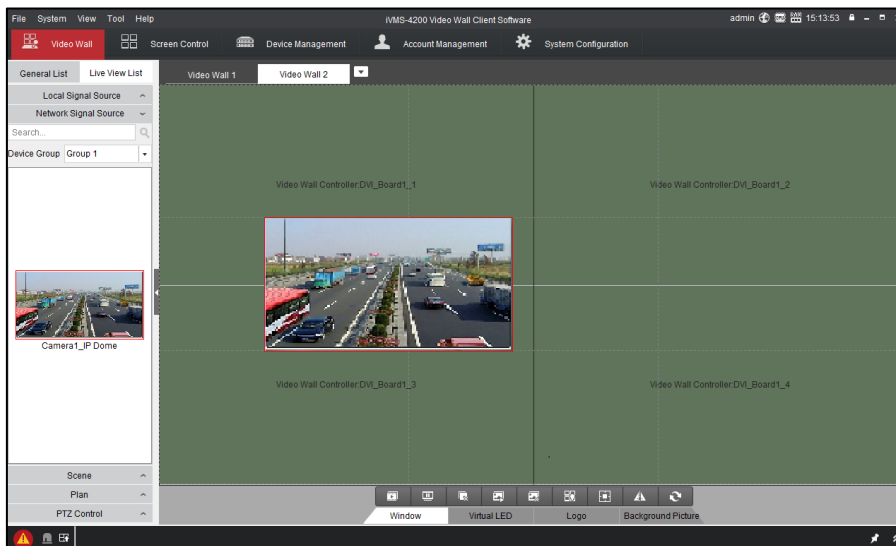 File System View Tool Help iVMS-4200 Video Wall Client Software admin 15:13:53
Video Wall Screen Control Device Management Account Management System Configuration
General List Live View List Video Wall 1 Video Wall 2
Local Signal Source
Network Signal Source
Search...
Device Group Group 1
Video Wall Controller:DVI_Board1_1 Video Wall Controller:DVI_Board1_2
Camera1_IP Dome
Video Wall Controller:DVI_Board1_3 Video Wall Controller:DVI_Board1_4
Scene
Plan
PTZ Control
Window Virtual LED Logo Background Picture